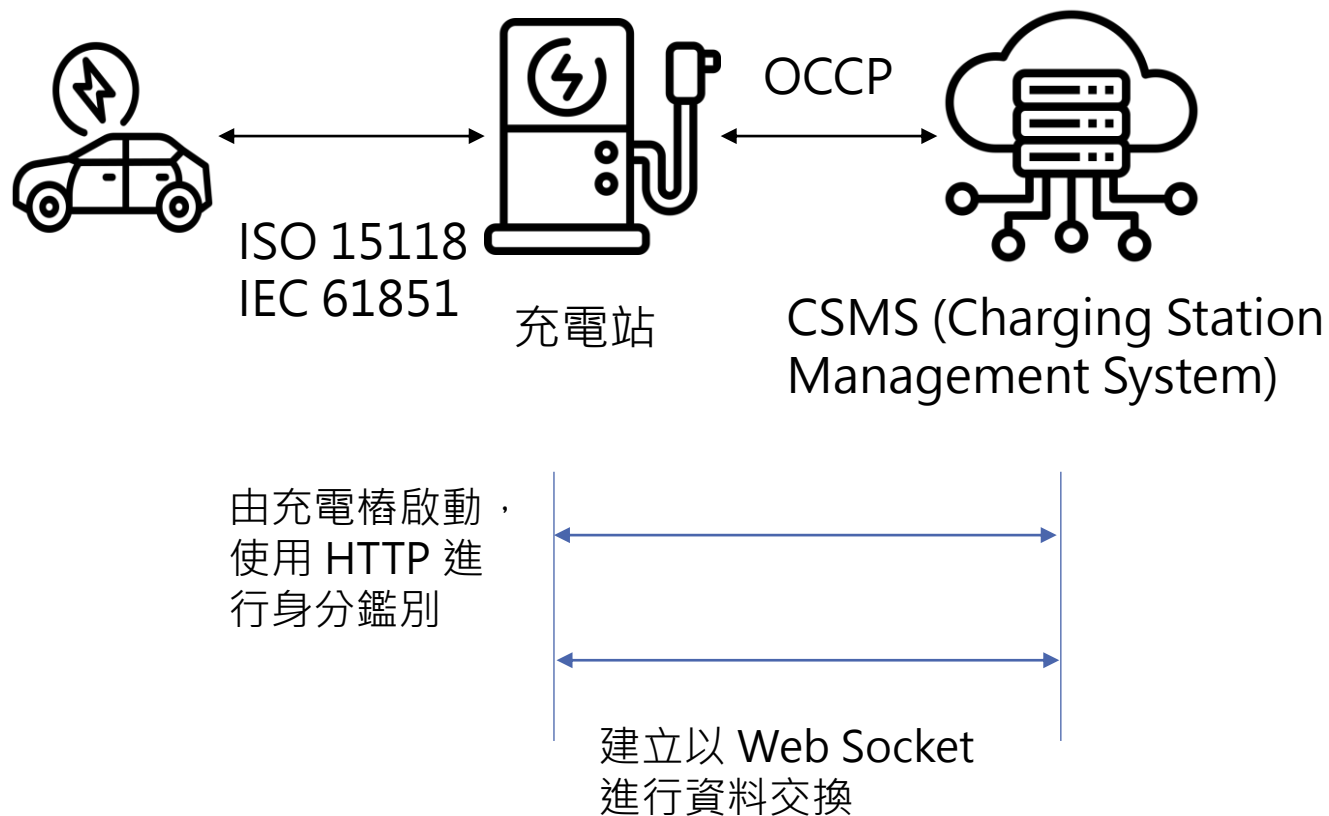 OCCP
ISO 15118
IEC 61851
充電站
CSMS (Charging Station
Management System)
由充電樁啟動，
使用 HTTP 進
行身分鑑別
建立以 Web Socket
進行資料交換